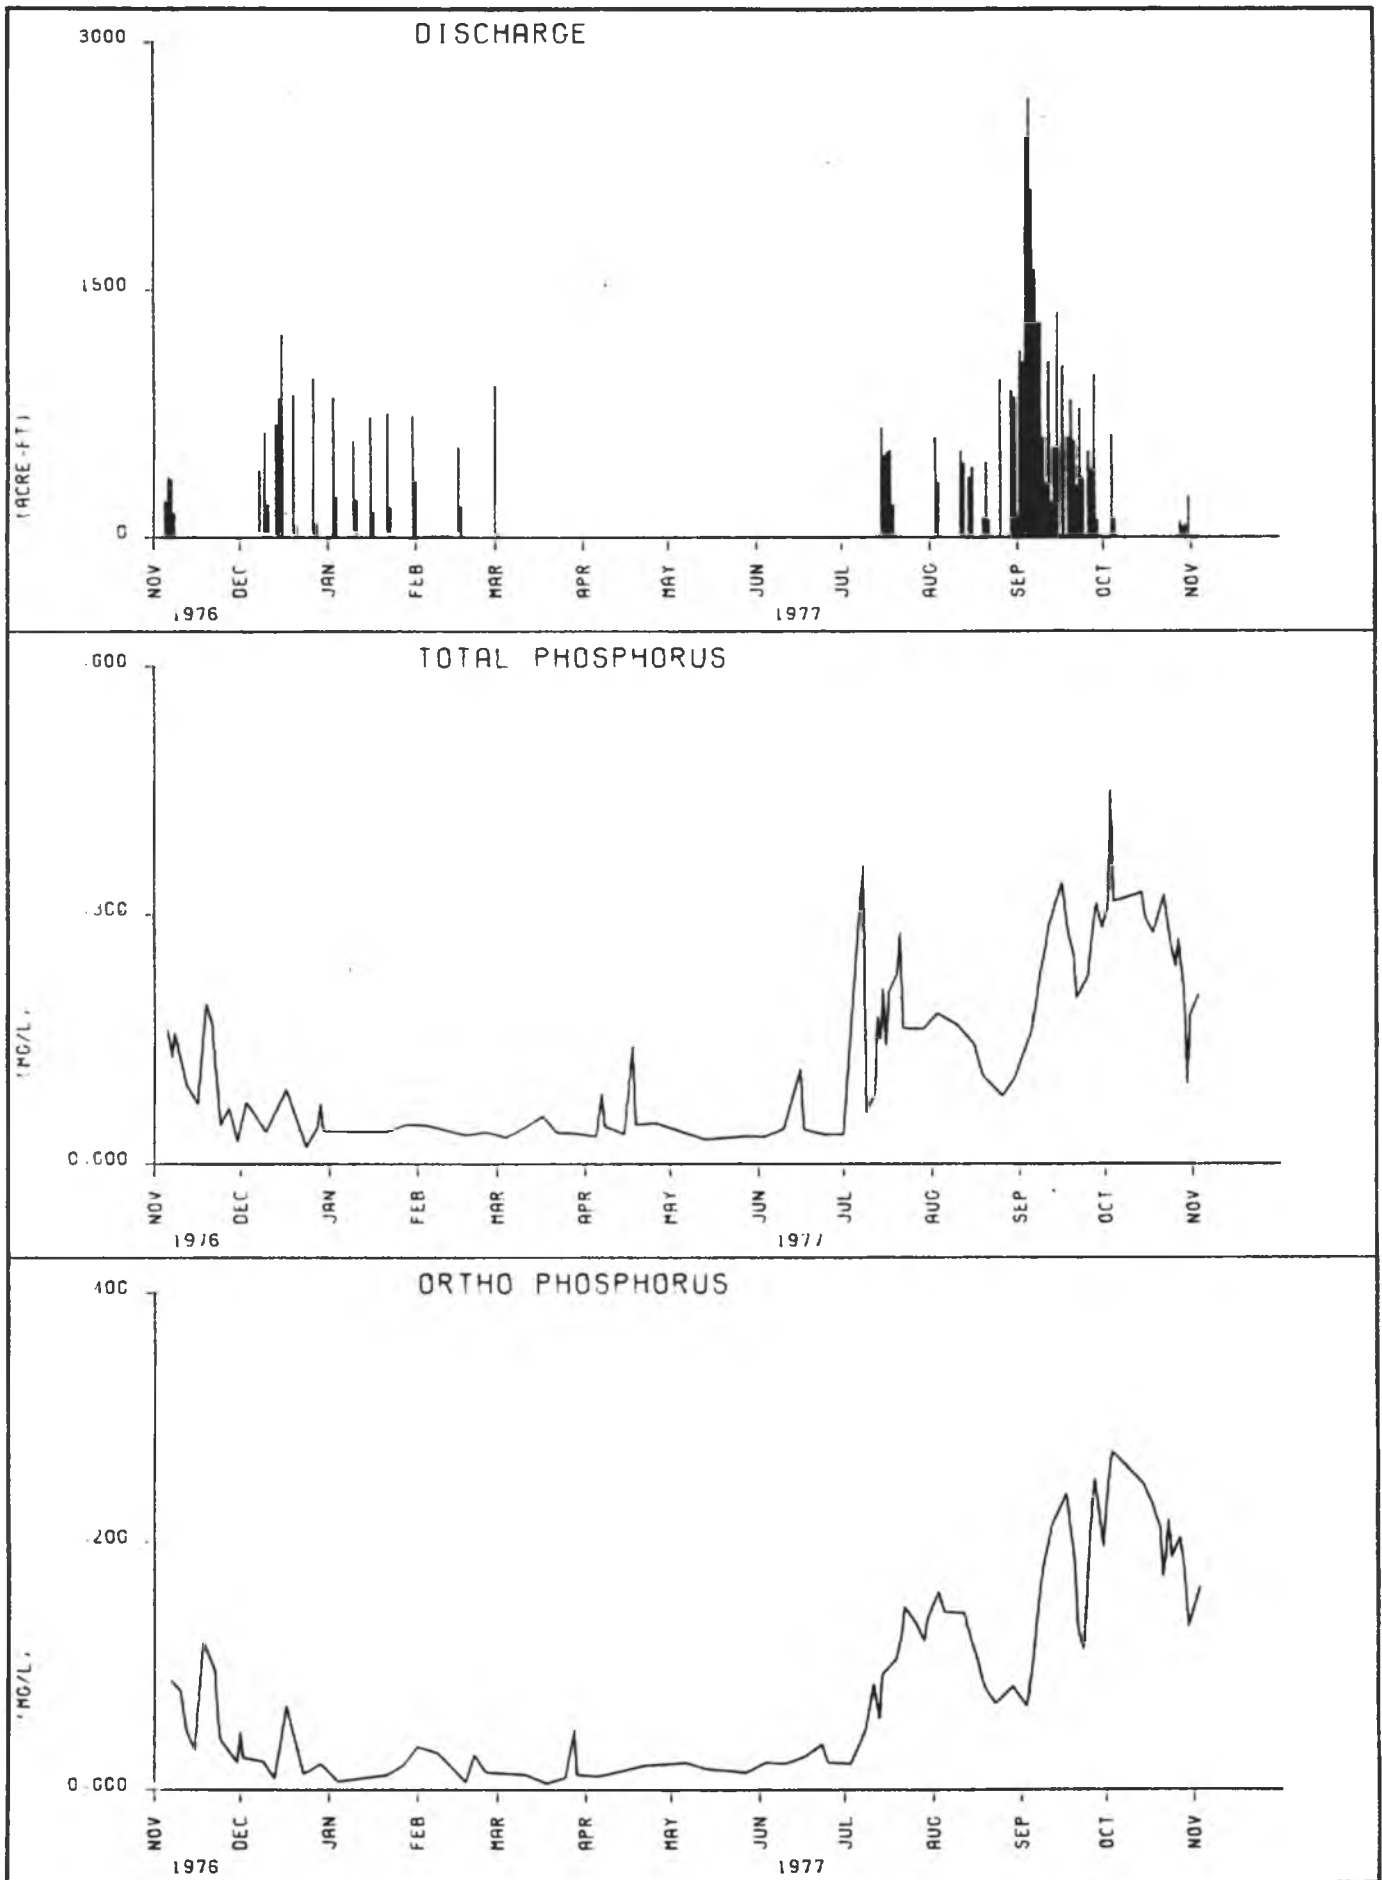 DISCHARGE
3000
1500
0
(ACRE-FT)
NOV DEC JAN FEB MAR APR MAY JUN JUL AUG SEP OCT NOV
1976 1977
TOTAL PHOSPHORUS
.600
.300
0.000
(MG/L)
NOV DEC JAN FEB MAR APR MAY JUN JUL AUG SEP OCT NOV
1976 1977
ORTHO PHOSPHORUS
.400
.200
0.000
(MG/L)
NOV DEC JAN FEB MAR APR MAY JUN JUL AUG SEP OCT NOV
1976 1977